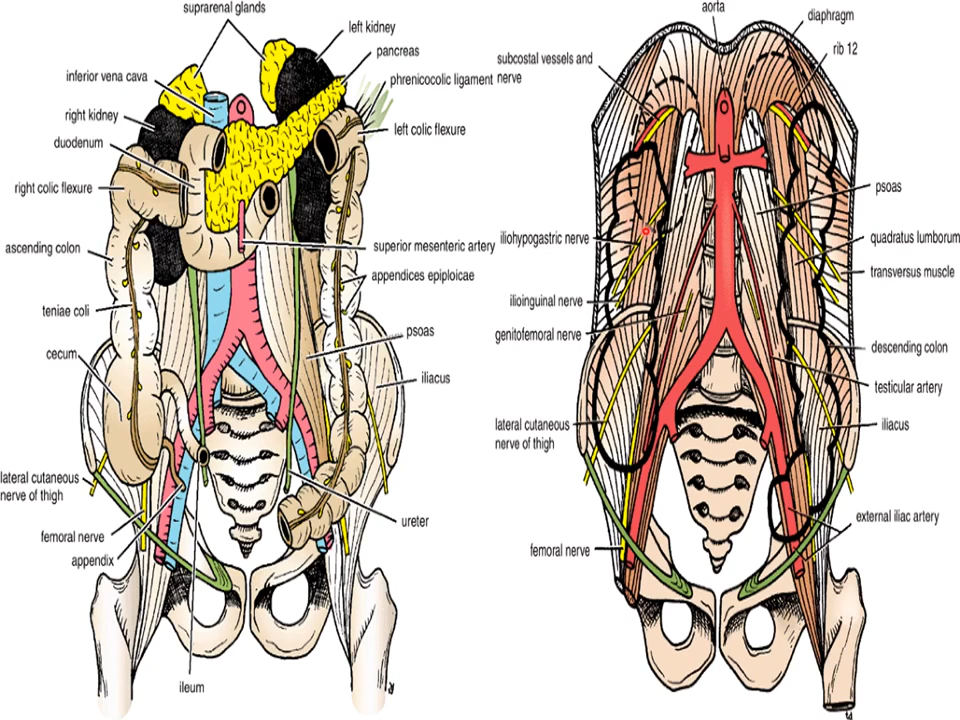 suprarenal glands
left kidney
pancreas
inferior vena cava
phrenicocolic ligament
right kidney
left colic flexure
duodenum
right colic flexure
ascending colon
superior mesenteric artery
appendices epiploicae
teniae coli
psoas
cecum
iliacus
lateral cutaneous
nerve of thigh
ureter
femoral nerve
appendix
ileum
aorta
diaphragm
rib 12
subcostal vessels and
nerve
psoas
iliohypogastric nerve
quadratus lumborum
transversus muscle
ilioinguinal nerve
genitofemoral nerve
descending colon
testicular artery
lateral cutaneous
nerve of thigh
iliacus
external iliac artery
femoral nerve